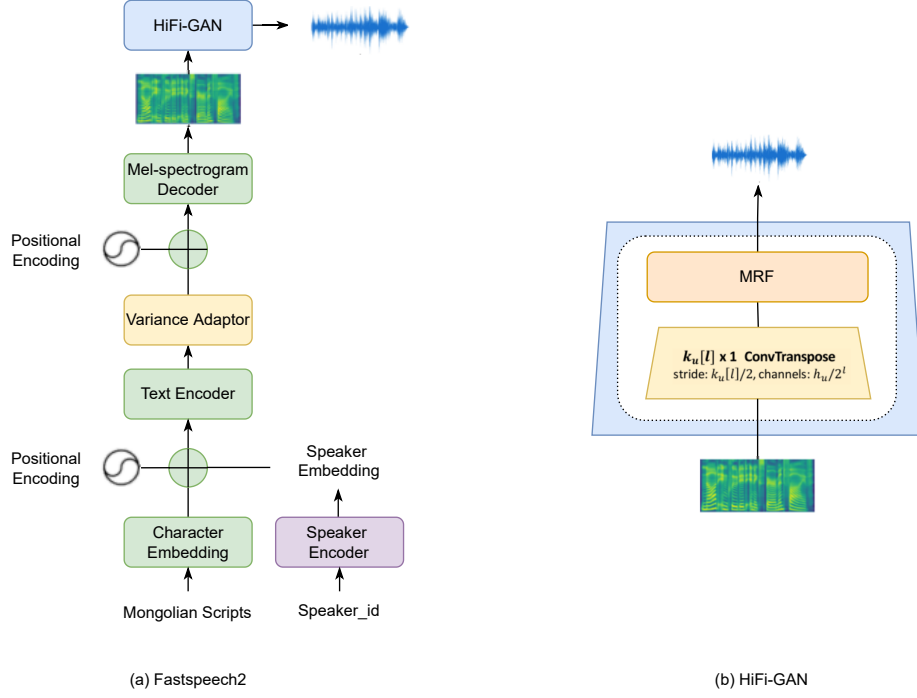 HiFi-GAN
Mel-spectrogram
Decoder
Positional
Encoding
Variance Adaptor
Text Encoder
Positional
Encoding
Speaker
Embedding
Character
Embedding
Speaker
Encoder
Mongolian Scripts
Speaker_id
(a) Fastspeech2
MRF
k_u[l] x 1 ConvTranspose
stride: k_u[l]/2, channels: h_u/2^l
(b) HiFi-GAN